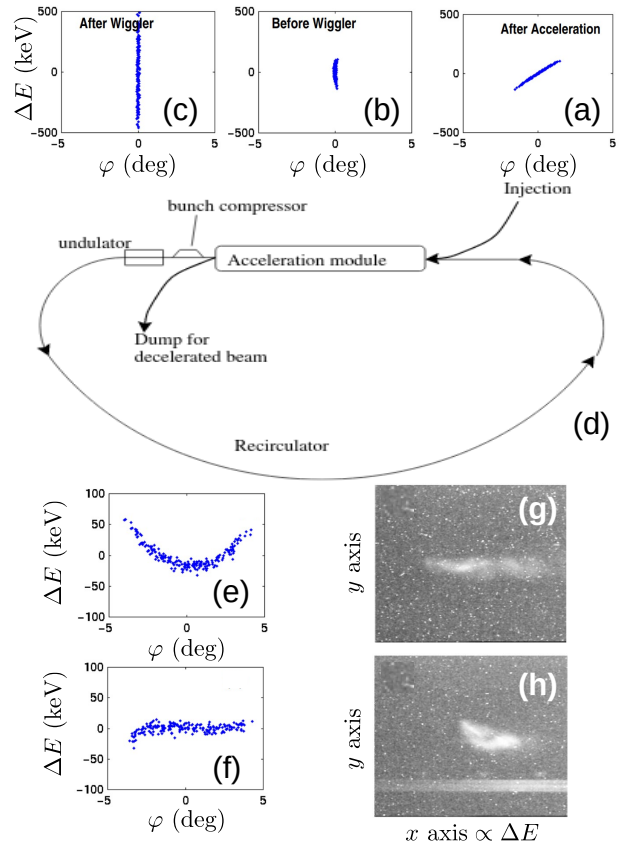 500
After Wiggler
ΔE (keV)
0
(c)
−500
−5
0
5
φ (deg)
500
Before Wiggler
0
(b)
−500
−5
0
5
φ (deg)
500
After Acceleration
0
(a)
−500
−5
0
5
φ (deg)
Injection
bunch compressor
undulator
Acceleration module
Dump for
decelerated beam
(d)
Recirculator
100
50
ΔE (keV)
0
−50
(e)
−100
−5
0
5
φ (deg)
(g)
y axis
100
50
ΔE (keV)
0
−50
(f)
−100
−5
0
5
φ (deg)
(h)
y axis
x axis ∝ ΔE